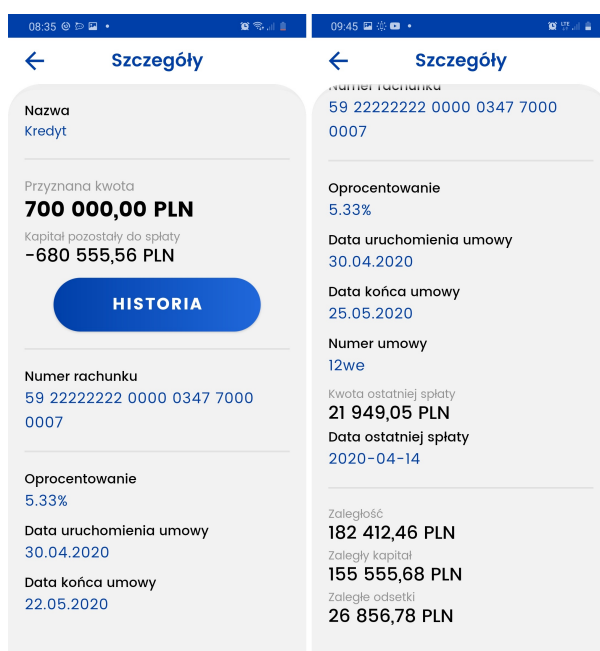 08:35
Szczegóły
Nazwa
Kredyt
Przyznana kwota
700 000,00 PLN
Kapitał pozostały do spłaty
-680 555,56 PLN
HISTORIA
Numer rachunku
59 22222222 0000 0347 7000
0007
Oprocentowanie
5.33%
Data uruchomienia umowy
30.04.2020
Data końca umowy
22.05.2020
09:45
LTE
Szczegóły
Numer rachunku
59 22222222 0000 0347 7000
0007
Oprocentowanie
5.33%
Data uruchomienia umowy
30.04.2020
Data końca umowy
25.05.2020
Numer umowy
12we
Kwota ostatniej spłaty
21 949,05 PLN
Data ostatniej spłaty
2020-04-14
Zaległość
182 412,46 PLN
Zaległy kapitał
155 555,68 PLN
Zaległe odsetki
26 856,78 PLN